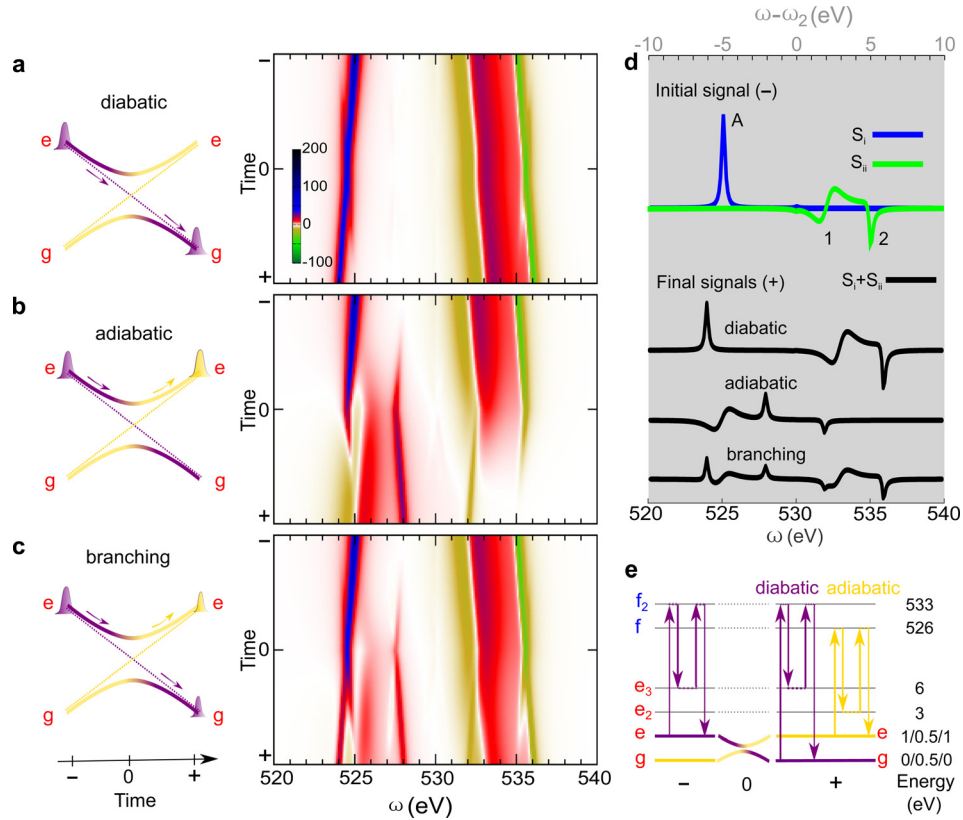 a
diabatic
e
e
g
g
b
adiabatic
e
e
g
g
c
branching
e
e
g
g
− 0 +
Time
−
Time
0
+
200
100
0
-100
−
Time
0
+
−
Time
0
+
520 525 530 535 540
ω (eV)
ω−ω2 (eV)
-10 -5 0 5 10
d
Initial signal (−)
A
Si
Sii
1
2
Final signals (+)
Si+Sii
diabatic
adiabatic
branching
520 525 530 535 540
ω (eV)
e
diabatic
adiabatic
f2
533
f
526
e3
6
e2
3
e
e
1/0.5/1
g
g
0/0.5/0
− 0 +
Energy
(eV)